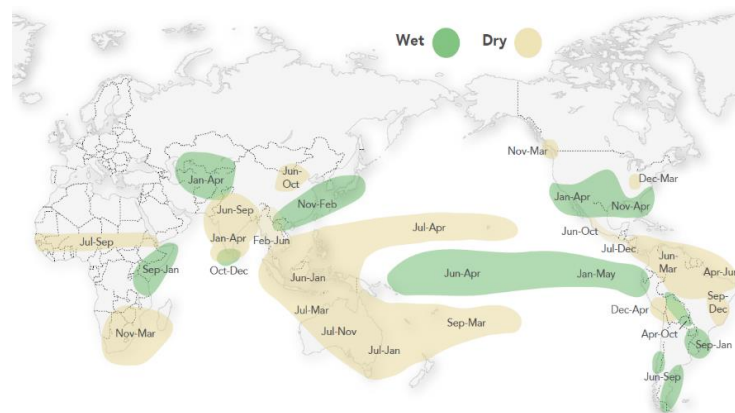 Wet
Dry
Nov-Mar
Jun-
Oct
Dec-Mar
Jan-Apr
Jan-Apr
Nov-Feb
Nov-Apr
Jun-Sep
Jul-Apr
Jun-Oct
Jul-Sep
Jan-Apr
Feb-Jun
Jul-Dec
Jun-
Mar
Sep-Jan
Oct-Dec
Jun-Jan
Jun-Apr
Jan-May
Apr-Jun
Sep-
Dec
Jul-Mar
Dec-Apr
Nov-Mar
Jul-Nov
Sep-Mar
Apr-Oct
Jul-Jan
Sep-Jan
Jun-Sep